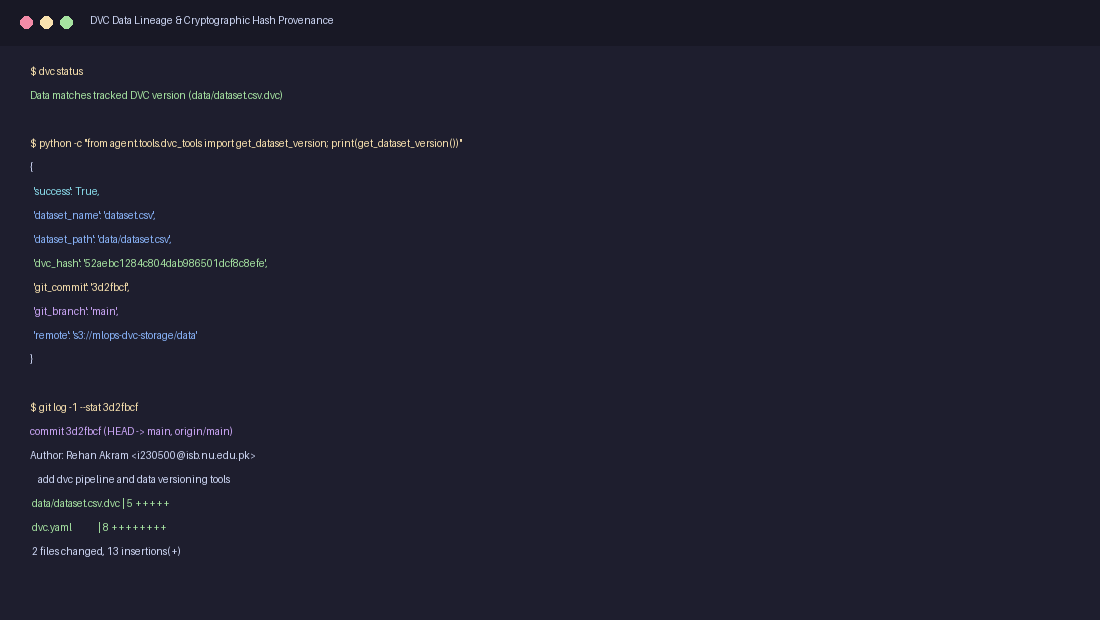 DVC Data Lineage & Cryptographic Hash Provenance
$ dvc status
Data matches tracked DVC version (data/dataset.csv.dvc)
$ python -c "from agent.tools.dvc_tools import get_dataset_version; print(get_dataset_version())"
{
'success': True,
'dataset_name': 'dataset.csv',
'dataset_path': 'data/dataset.csv',
'dvc_hash': '52aebc1284c804dab986501dcf8c8efe',
'git_commit': '3d2fbcf',
'git_branch': 'main',
'remote': 's3://mlops-dvc-storage/data'
}
$ git log -1 --stat 3d2fbcf
commit 3d2fbcf (HEAD -> main, origin/main)
Author: Rehan Akram <i230500@isb.nu.edu.pk>
add dvc pipeline and data versioning tools
data/dataset.csv.dvc | 5 +++++
dvc.yaml | 8 ++++++++
2 files changed, 13 insertions(+)